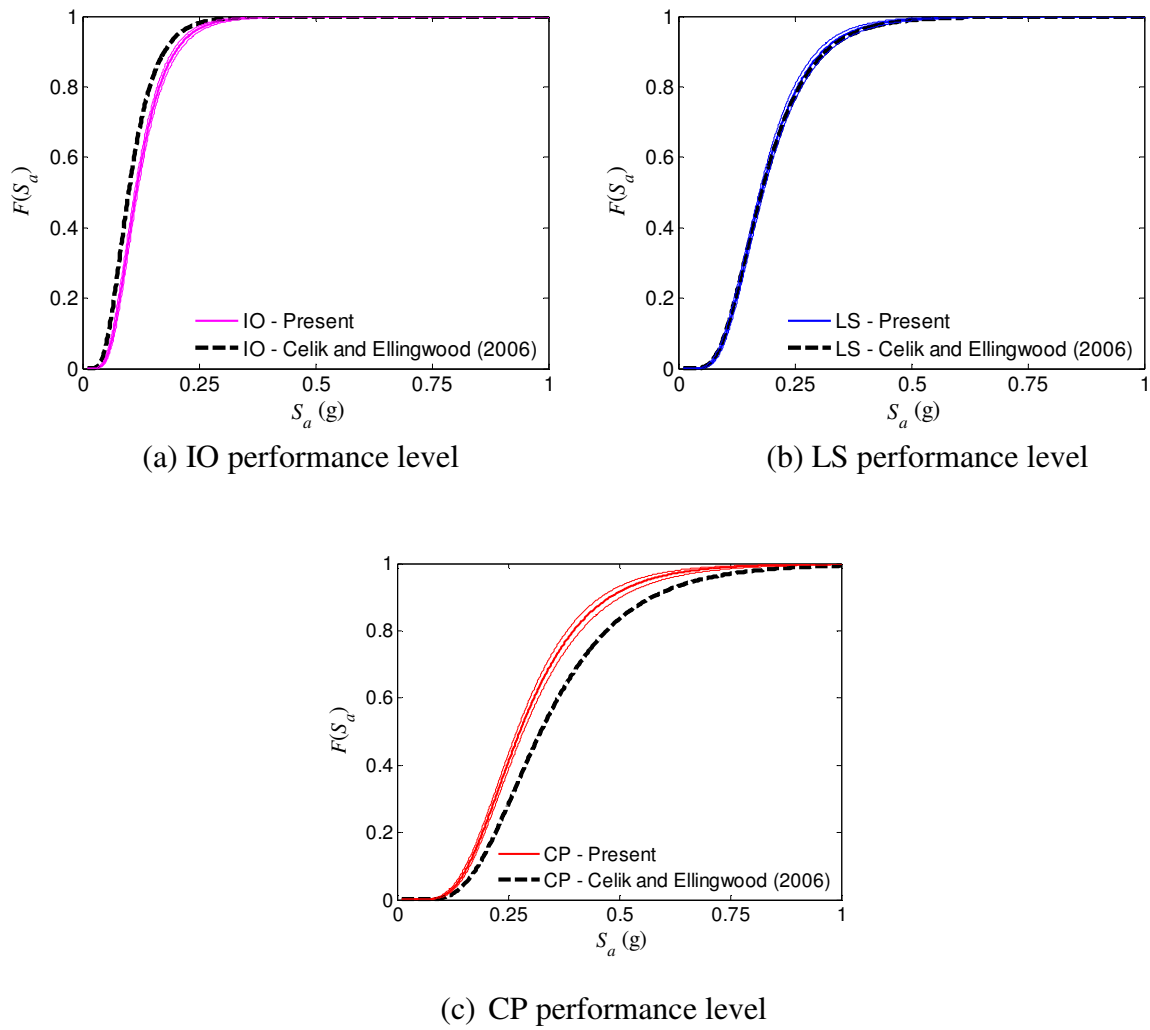 1
0.8
0.6
0.4
0.2
0
F(Sₐ)
IO - Present
IO - Celik and Ellingwood (2006)
0 0.25 0.5 0.75 1
Sₐ (g)
(a) IO performance level
1
0.8
0.6
0.4
0.2
0
F(Sₐ)
LS - Present
LS - Celik and Ellingwood (2006)
0 0.25 0.5 0.75 1
Sₐ (g)
(b) LS performance level
1
0.8
0.6
0.4
0.2
0
F(Sₐ)
CP - Present
CP - Celik and Ellingwood (2006)
0 0.25 0.5 0.75 1
Sₐ (g)
(c) CP performance level